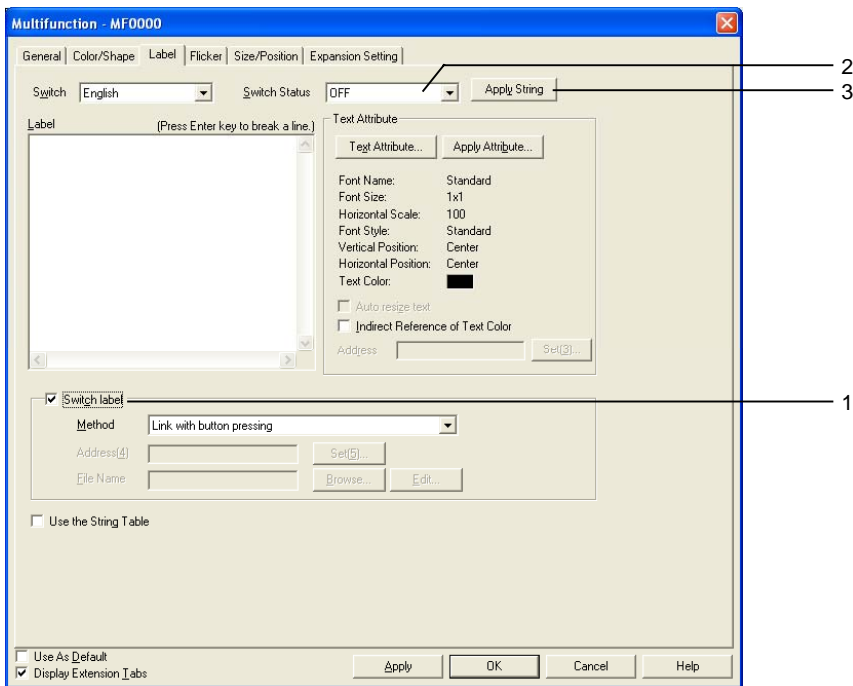 Multifunction - MF0000
General Color/Shape Label Flicker Size/Position Expansion Setting
Switch English Switch Status OFF Apply String
2
3
Label (Press Enter key to break a line.)
Text Attribute
Text Attribute... Apply Attribute...
Font Name: Standard
Font Size: 1x1
Horizontal Scale: 100
Font Style: Standard
Vertical Position: Center
Horizontal Position: Center
Text Color:
Auto resize text
Indirect Reference of Text Color
Address Set(3)...
Switch label
1
Method Link with button pressing
Address(4) Set(5)...
File Name Browse... Edit...
Use the String Table
Use As Default
Display Extension Tabs
Apply OK Cancel Help